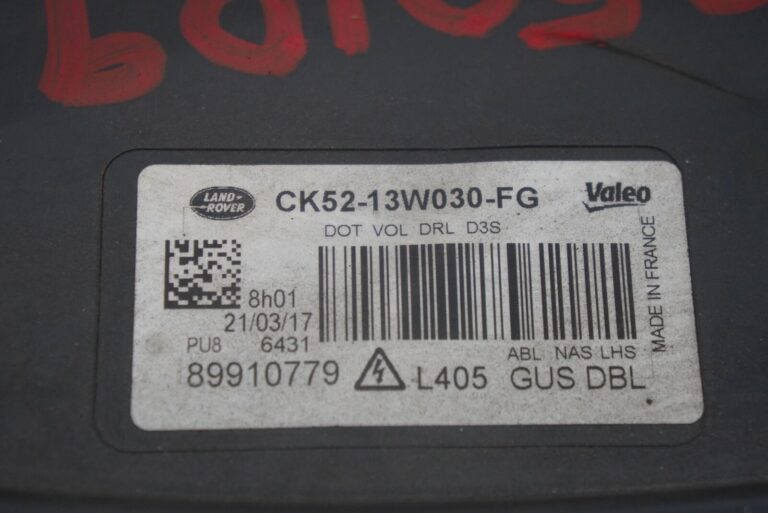 LAND-
ROVER
CK52-13W030-FG
Valeo
DOT VOL DRL D3S
8h01
21/03/17
PU8 6431
ABL NAS LHS
89910779 L405 GUS DBL
MADE IN FRANCE